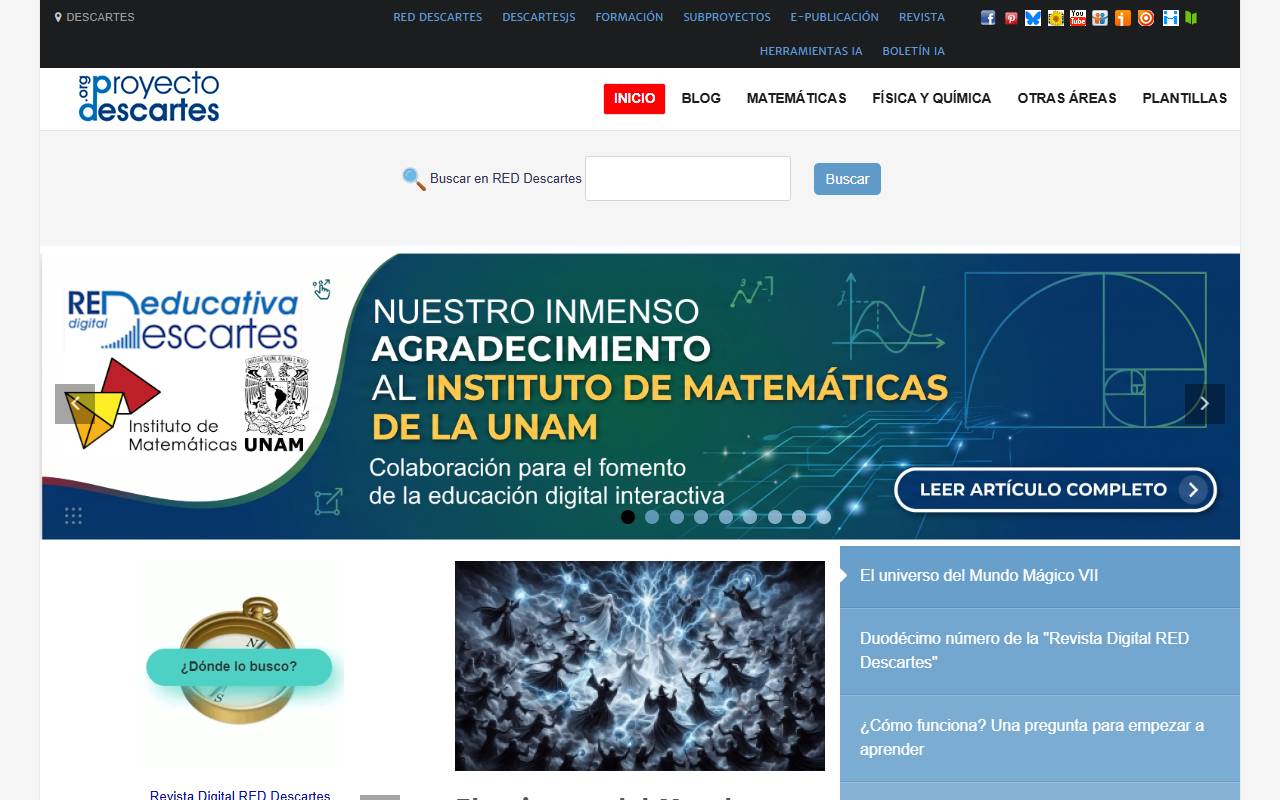 DESCARTES
RED DESCARTES DESCARTESJS FORMACIÓN SUBPROYECTOS E-PUBLICACIÓN REVISTA
HERRAMIENTAS IA BOLETÍN IA
proyecto
descartes
.org
INICIO BLOG MATEMÁTICAS FÍSICA Y QUÍMICA OTRAS ÁREAS PLANTILLAS
Buscar en RED Descartes
Buscar
RED educativa
digital Descartes
Instituto de
Matemáticas
UNAM
NUESTRO INMENSO
AGRADECIMIENTO
AL INSTITUTO DE MATEMÁTICAS
DE LA UNAM
Colaboración para el fomento
de la educación digital interactiva
LEER ARTÍCULO COMPLETO
¿Dónde lo busco?
N
S
Revista Digital RED Descartes
El universo del Mundo Mágico VII
Duodécimo número de la "Revista Digital RED
Descartes"
¿Cómo funciona? Una pregunta para empezar a
aprender